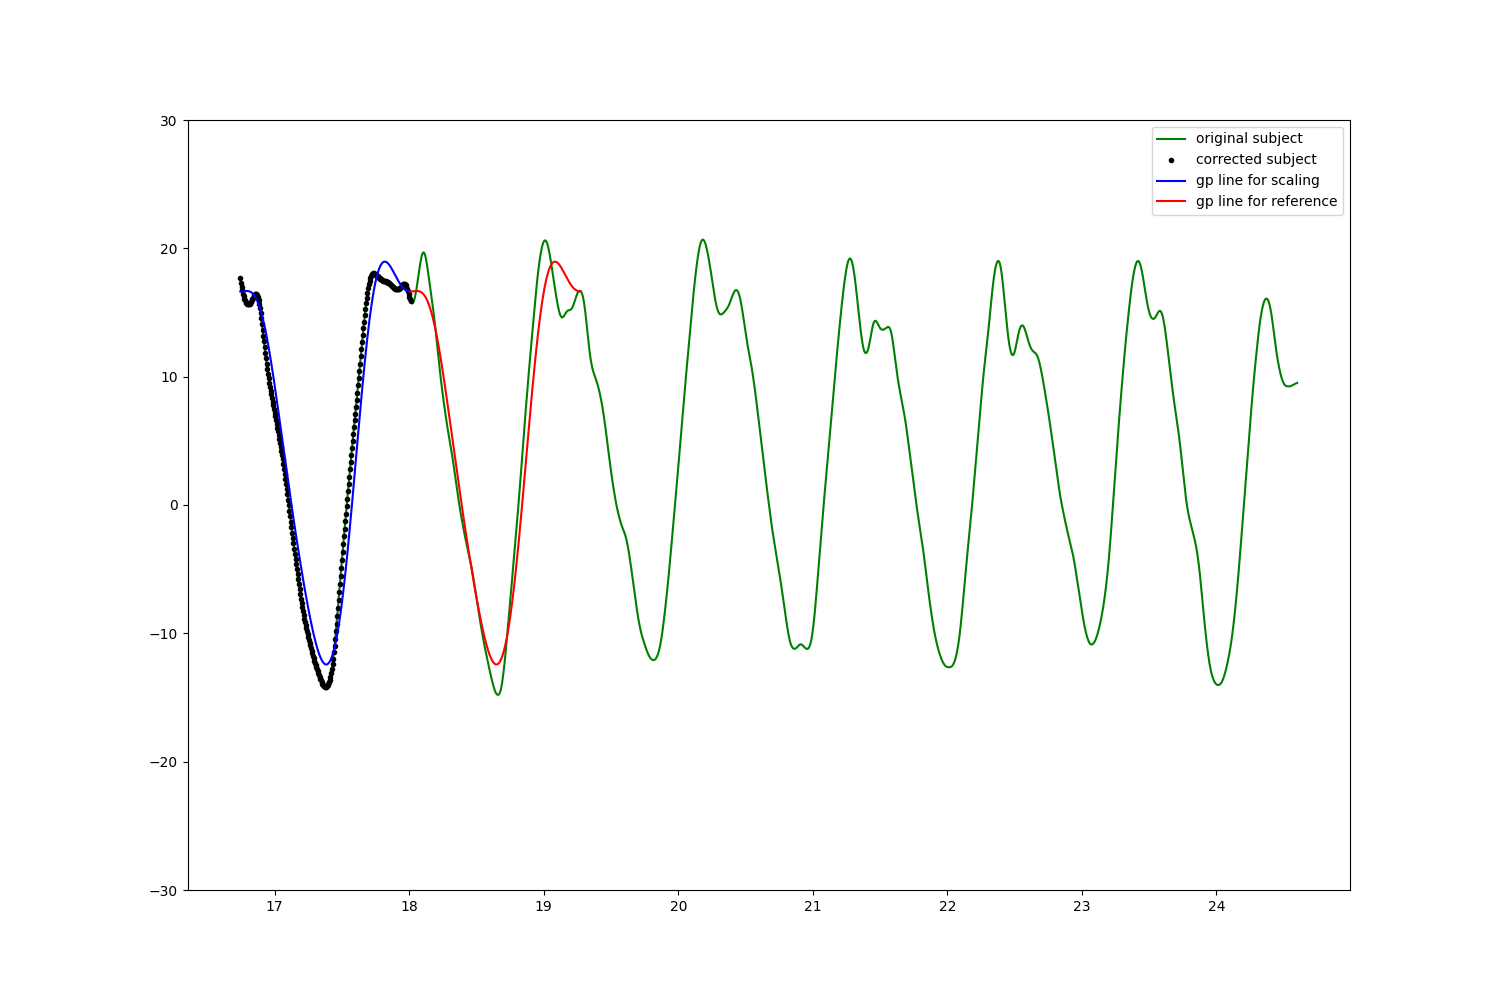 30
20
10
0
−10
−20
−30
17 18 19 20 21 22 23 24
original subject
corrected subject
gp line for scaling
gp line for reference